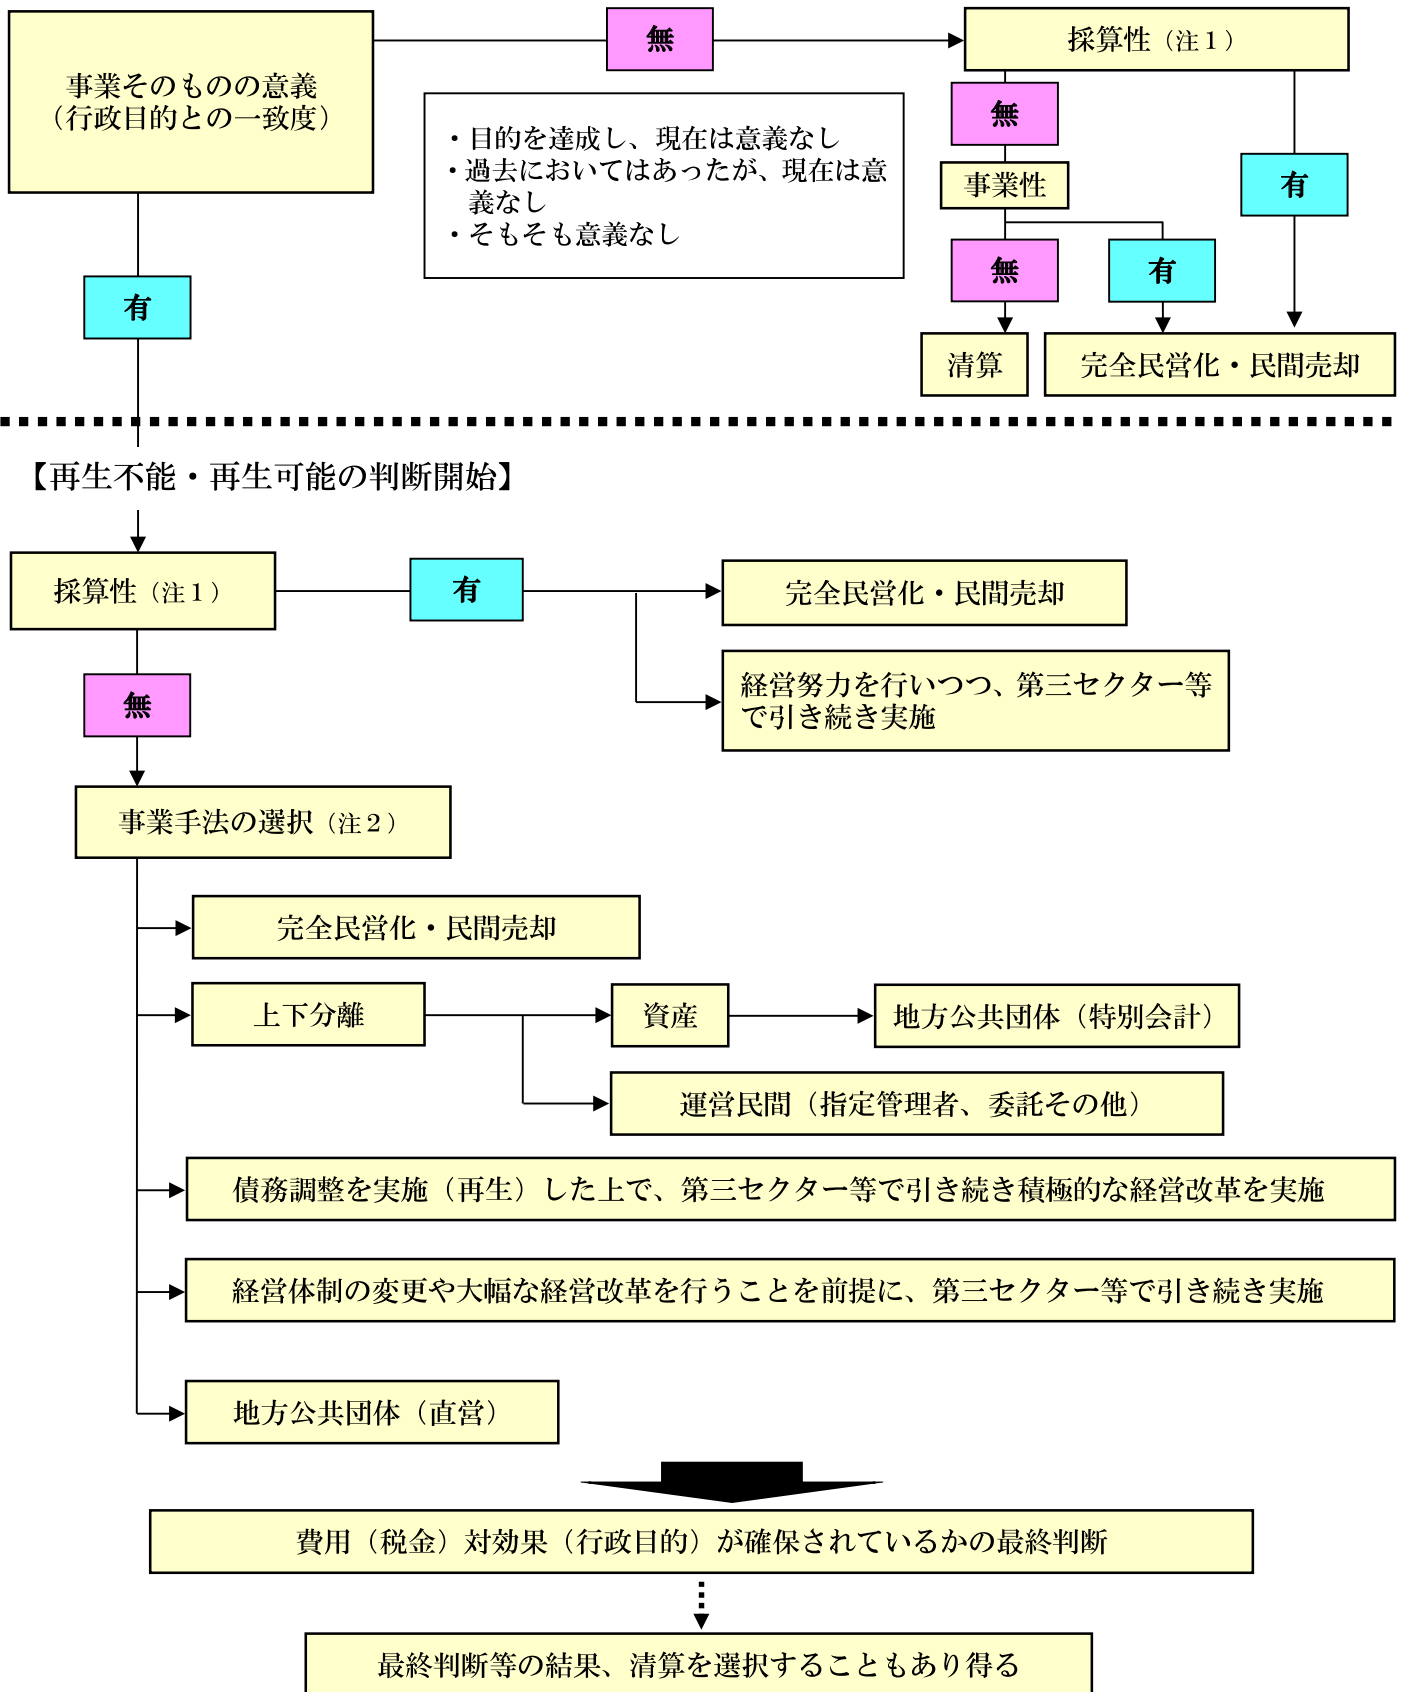 事業そのものの意義
（行政目的との一致度）
無
採算性（注１）
・目的を達成し、現在は意義なし
・過去においてはあったが、現在は意
義なし
・そもそも意義なし
無
事業性
有
無
有
有
清算
完全民営化・民間売却
【再生不能・再生可能の判断開始】
採算性（注１）
有
完全民営化・民間売却
経営努力を行いつつ、第三セクター等
で引き続き実施
無
事業手法の選択（注２）
完全民営化・民間売却
上下分離
資産
地方公共団体（特別会計）
運営民間（指定管理者、委託その他）
債務調整を実施（再生）した上で、第三セクター等で引き続き積極的な経営改革を実施
経営体制の変更や大幅な経営改革を行うことを前提に、第三セクター等で引き続き実施
地方公共団体（直営）
費用（税金）対効果（行政目的）が確保されているかの最終判断
最終判断等の結果、清算を選択することもあり得る